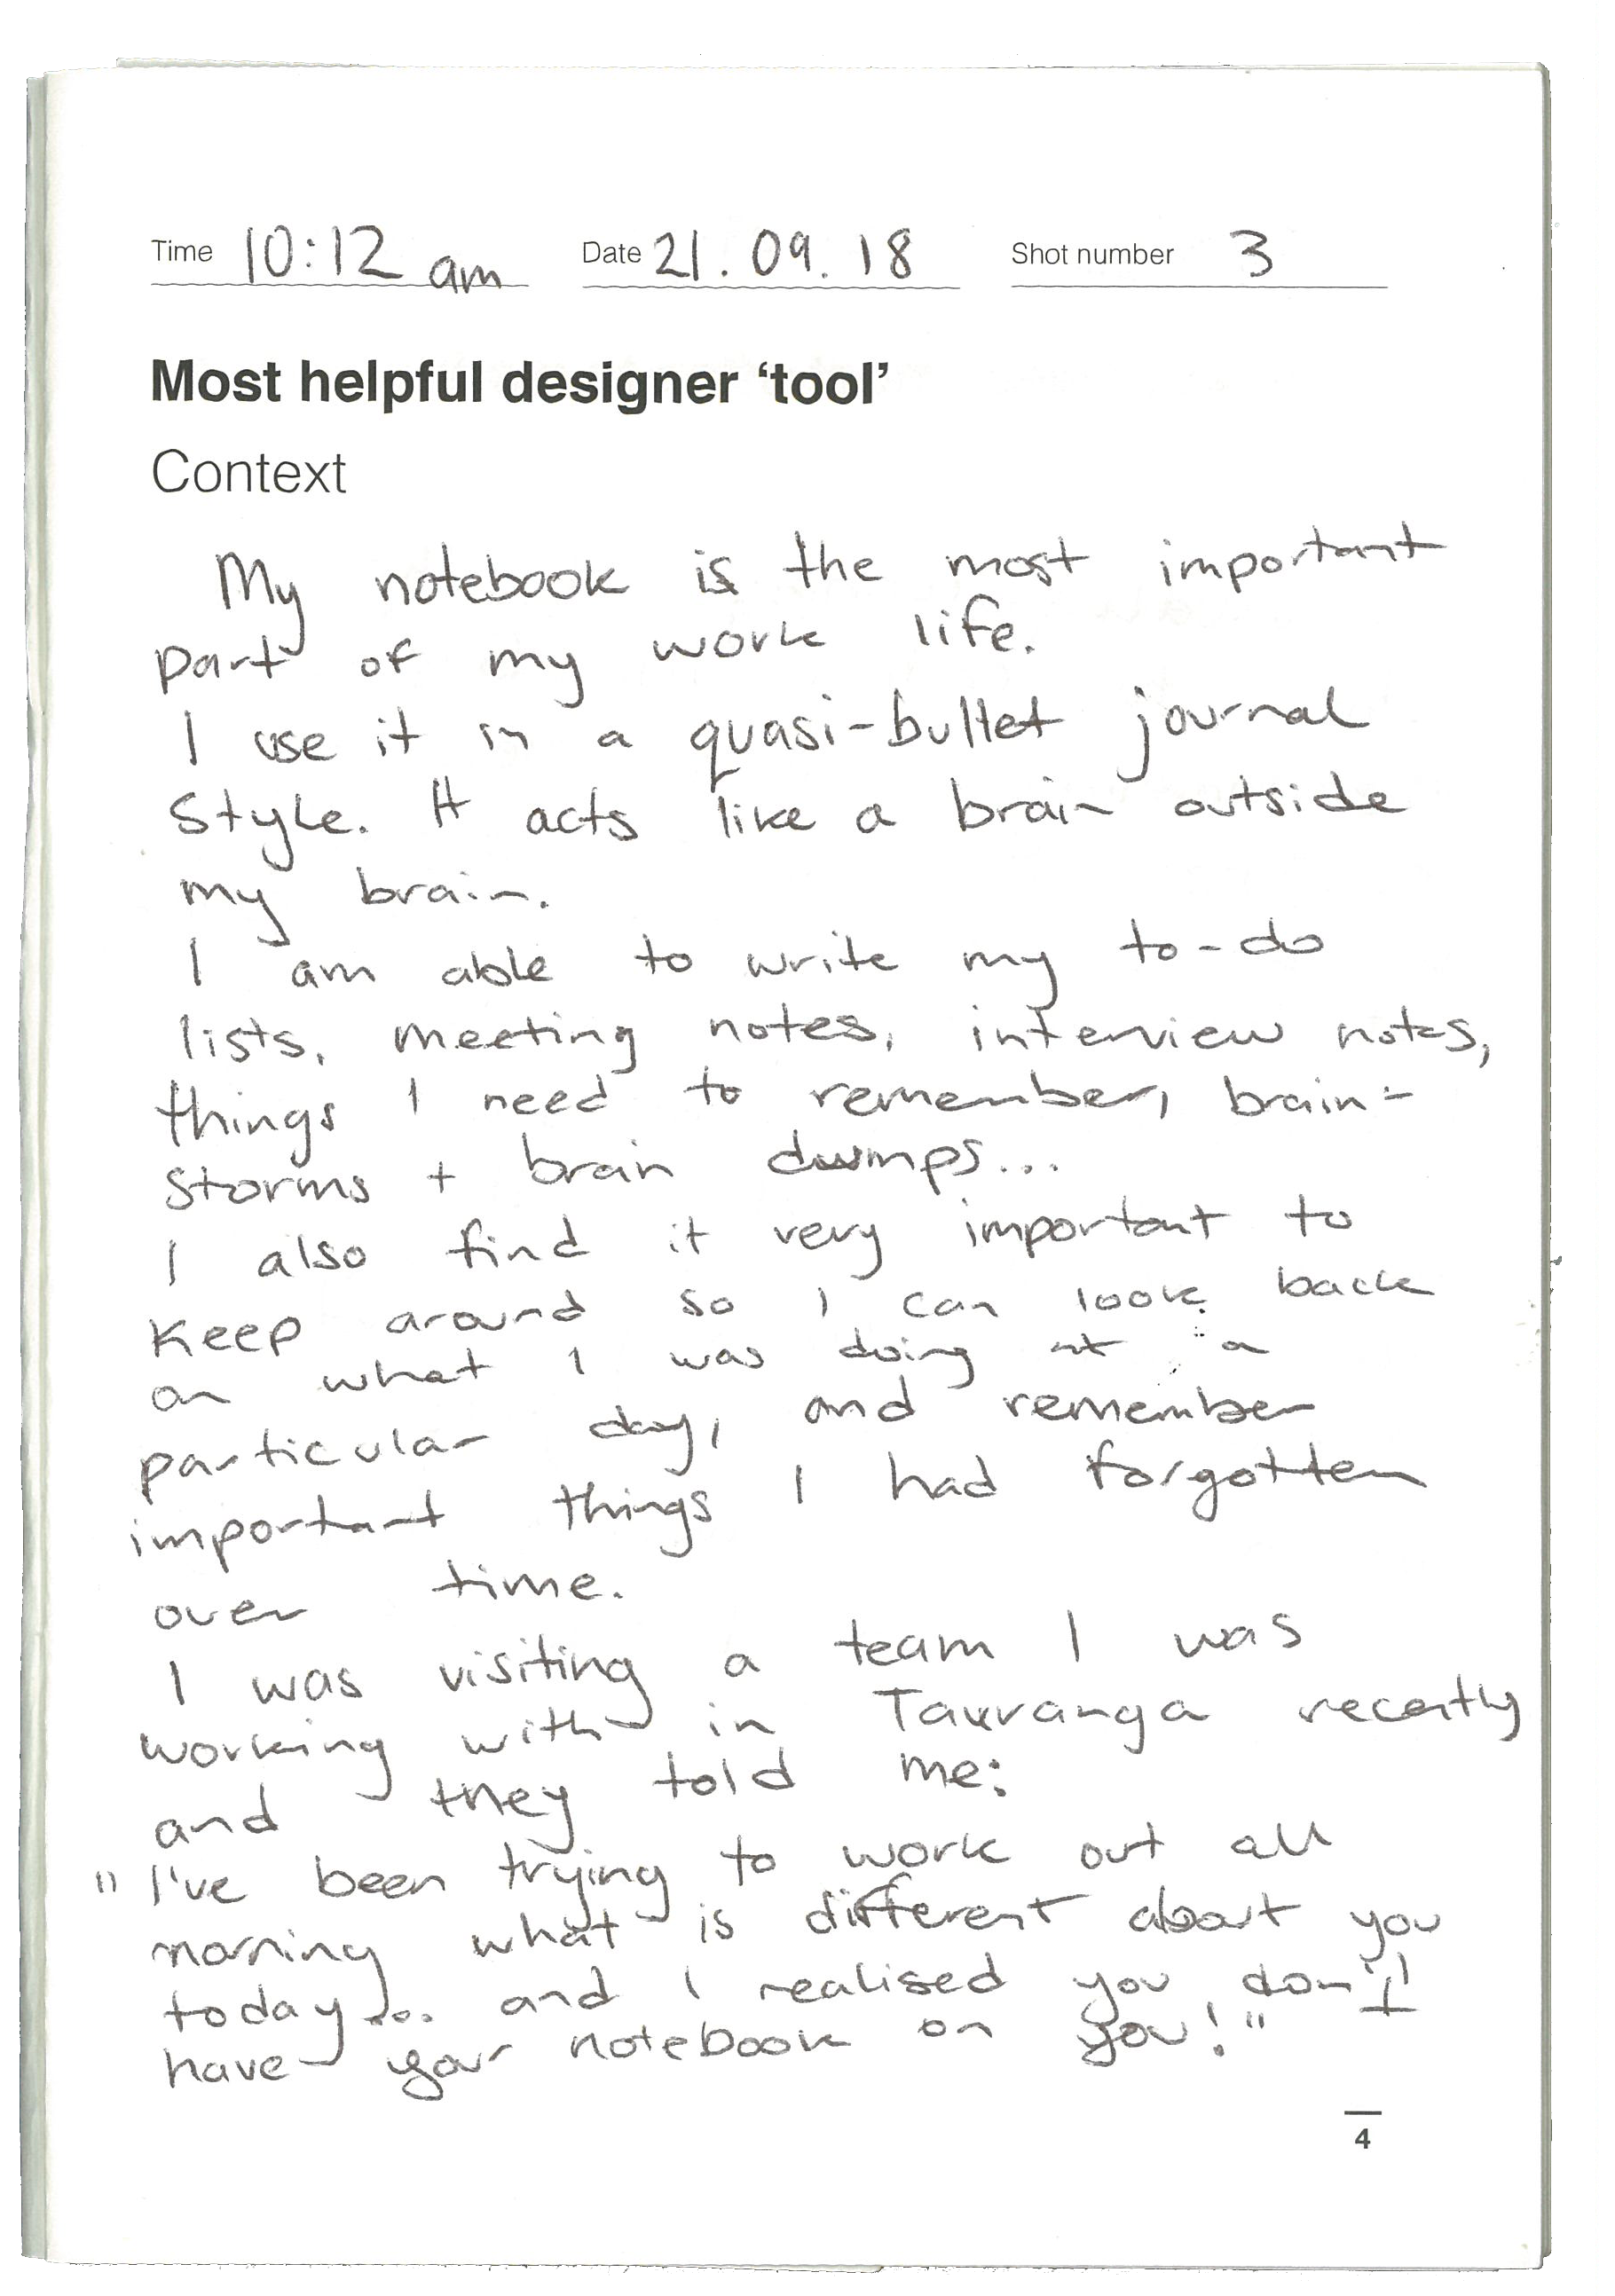 Time 10:12 am Date 21.09.18 Shot number 3
Most helpful designer ‘tool’
Context
My notebook is the most important
part of my work life.
I use it in a quasi-bullet journal
style. It acts like a brain outside
my brain.
I am able to write my to-do
lists, meeting notes, interview notes,
things I need to remember, brain-
storms + brain dumps...
I also find it very important to
keep around so I can look back
on what I was doing at a
particular day, and remember
important things I had forgotten
over time.
I was visiting a team I was
working with in Tauranga recently
and they told me:
"I've been trying to work out all
morning what is different about you
today... and I realised you don't
have your notebook on you!"
4